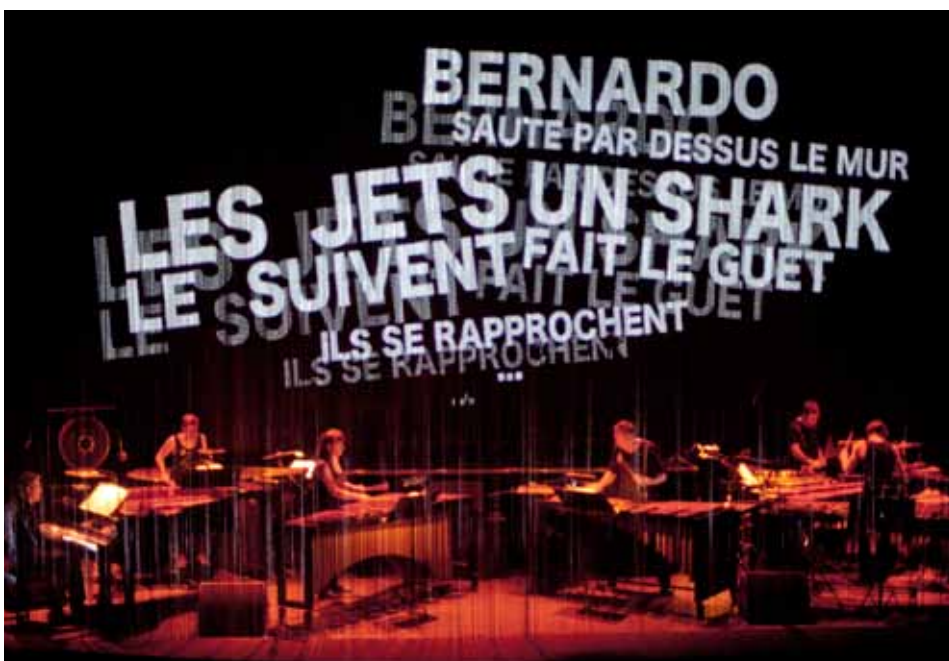 BERNARDO
SAUTE PAR DESSUS LE MUR
LES JETS UN SHARK
LE SUIVENT FAIT LE GUET
ILS SE RAPPROCHENT
...